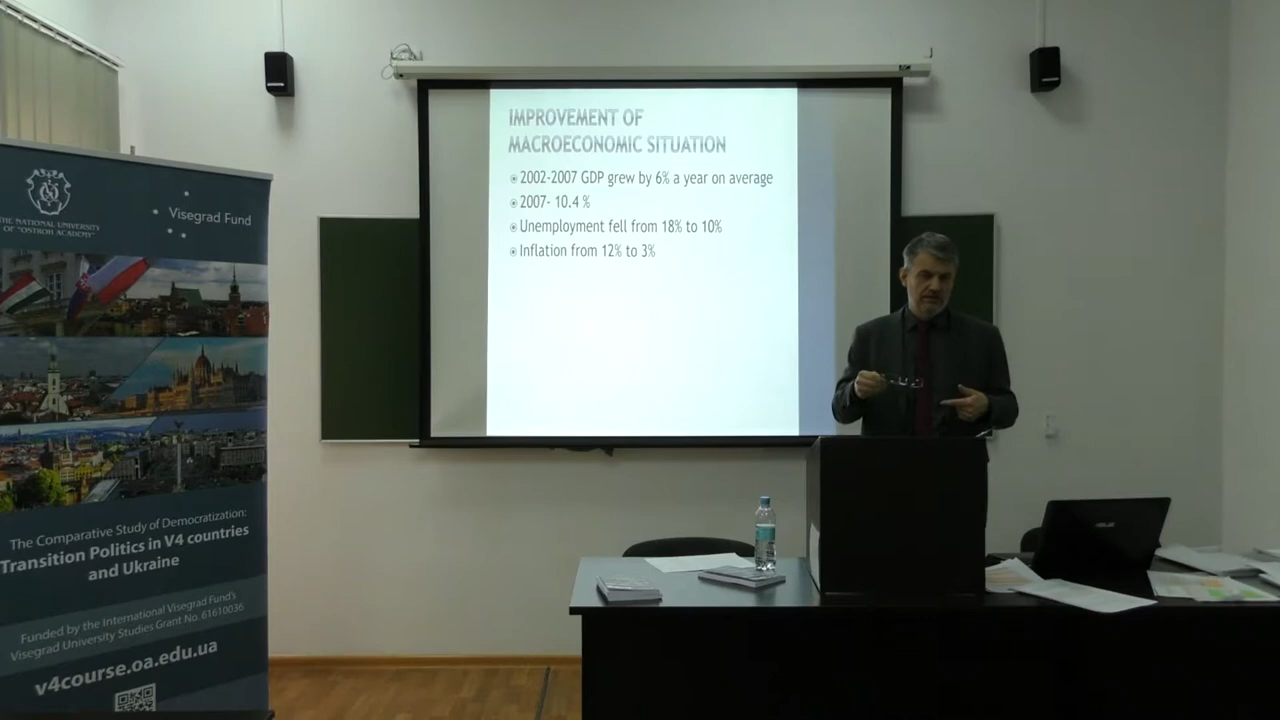 THE NATIONAL UNIVERSITY
OF "OSTROH ACADEMY"
Visegrad Fund
The Comparative Study of Democratization:
Transition Politics in V4 countries
and Ukraine
Funded by the International Visegrad Fund's
Visegrad University Studies Grant No. 61610036
v4course.oa.edu.ua
IMPROVEMENT OF
MACROECONOMIC SITUATION
2002-2007 GDP grew by 6% a year on average
2007- 10.4 %
Unemployment fell from 18% to 10%
Inflation from 12% to 3%
ASUS